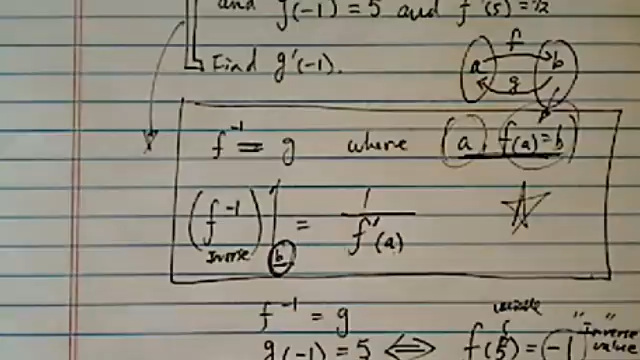 and g(-1) = 5 and f'(5) = 1/2
Find g'(-1).
f
a b
g
f⁻¹ = g where (a, f(a)=b)
(f⁻¹)'|b = 1/f'(a)
Inverse
f⁻¹ = g
g(-1) = 5 ⟺ f(5) = -1 "Inverse" value